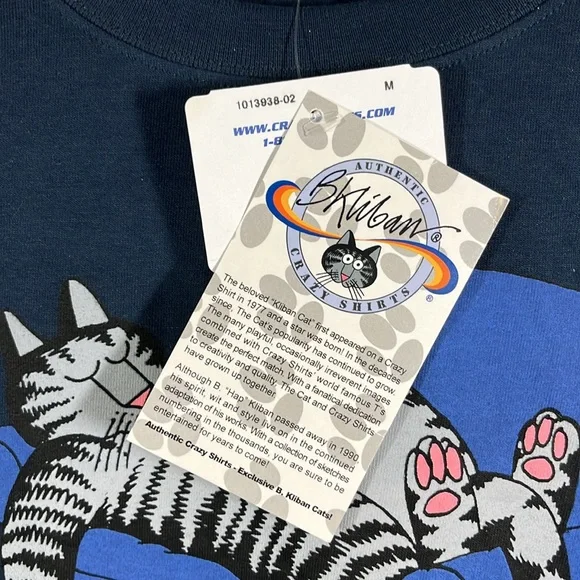 1013938-02 M
WWW.CRA S.COM
1-8
AUTHENTIC
B Kliban®
CRAZY SHIRTS
®
The beloved "Kliban Cat" first appeared on a Crazy
Shirt in 1977 and a star was born! In the decades
since. The Cat's popularity has continued to grow.
The many playful, occasionally irreverent images
combined with Crazy Shirts' world famous T's
create the perfect match. With a fanatical dedication
to creativity and quality. The Cat and Crazy Shirts
have grown up together.
Although B. "Hap" Kliban passed away in 1990
his spirit, wit and style live on in the continued
adaptation of his works. With a collection of sketches
numbering in the thousands, you are sure to be
entertained for years to come!
Authentic Crazy Shirts - Exclusive B. Kliban Cats!